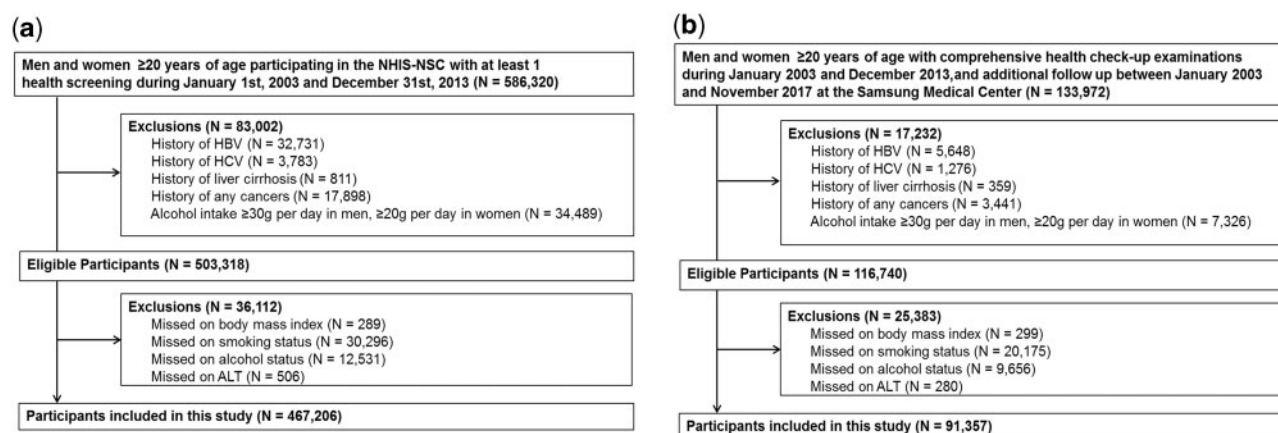 (a)
Men and women ≥20 years of age participating in the NHIS-NSC with at least 1
health screening during January 1st, 2003 and December 31st, 2013 (N = 586,320)
Exclusions (N = 83,002)
History of HBV (N = 32,731)
History of HCV (N = 3,783)
History of liver cirrhosis (N = 811)
History of any cancers (N = 17,898)
Alcohol intake ≥30g per day in men, ≥20g per day in women (N = 34,489)
Eligible Participants (N = 503,318)
Exclusions (N = 36,112)
Missed on body mass index (N = 289)
Missed on smoking status (N = 30,296)
Missed on alcohol status (N = 12,531)
Missed on ALT (N = 506)
Participants included in this study (N = 467,206)
(b)
Men and women ≥20 years of age with comprehensive health check-up examinations
during January 2003 and December 2013,and additional follow up between January 2003
and November 2017 at the Samsung Medical Center (N = 133,972)
Exclusions (N = 17,232)
History of HBV (N = 5,648)
History of HCV (N = 1,276)
History of liver cirrhosis (N = 359)
History of any cancers (N = 3,441)
Alcohol intake ≥30g per day in men, ≥20g per day in women (N = 7,326)
Eligible Participants (N = 116,740)
Exclusions (N = 25,383)
Missed on body mass index (N = 299)
Missed on smoking status (N = 20,175)
Missed on alcohol status (N = 9,656)
Missed on ALT (N = 280)
Participants included in this study (N = 91,357)